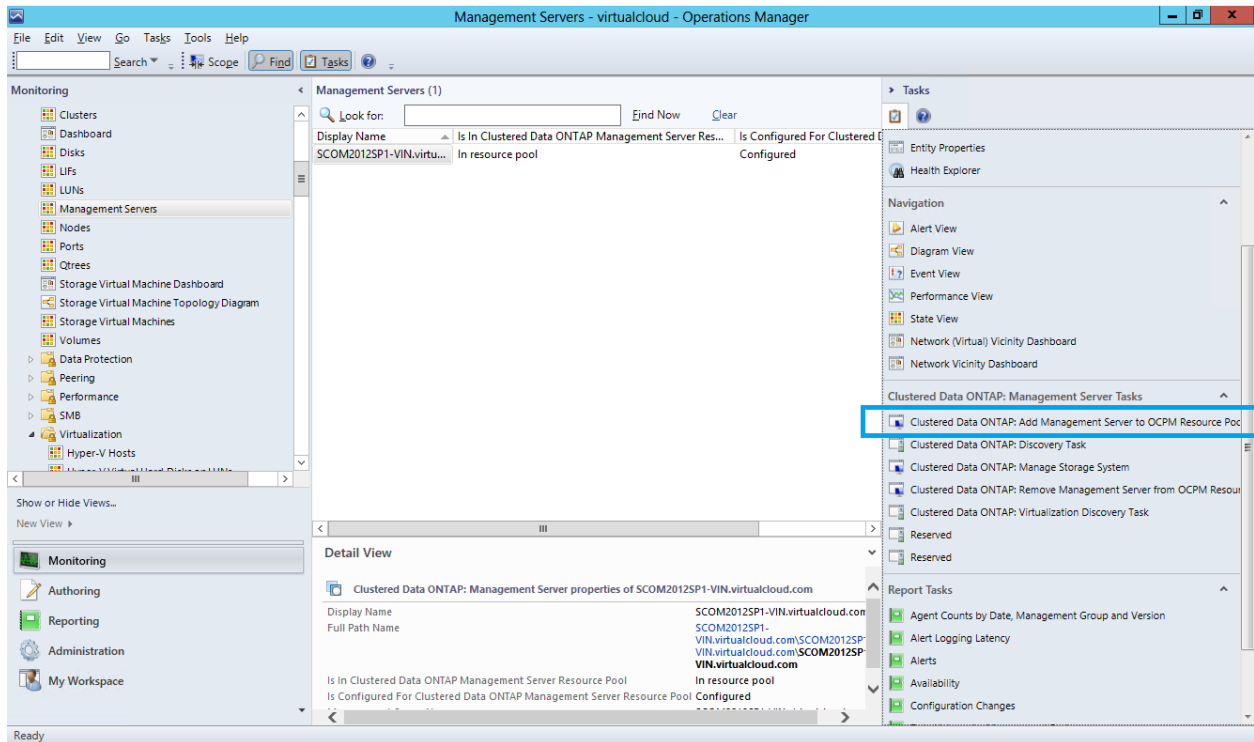 Management Servers - virtualcloud - Operations Manager
File Edit View Go Tasks Tools Help
Search Scope Find Tasks
Monitoring
Clusters
Dashboard
Disks
LIFs
LUNs
Management Servers
Nodes
Ports
Qtrees
Storage Virtual Machine Dashboard
Storage Virtual Machine Topology Diagram
Storage Virtual Machines
Volumes
Data Protection
Peering
Performance
SMB
Virtualization
Hyper-V Hosts
Show or Hide Views...
New View
Monitoring
Authoring
Reporting
Administration
My Workspace
Management Servers (1)
Look for: Find Now Clear
Display Name Is In Clustered Data ONTAP Management Server Res... Is Configured For Clustered D
SCOM2012SP1-VIN.virtu... In resource pool Configured
Detail View
Clustered Data ONTAP: Management Server properties of SCOM2012SP1-VIN.virtualcloud.com
Display Name SCOM2012SP1-VIN.virtualcloud.com
Full Path Name SCOM2012SP1-
VIN.virtualcloud.com\SCOM2012SP
VIN.virtualcloud.com\SCOM2012SP
VIN.virtualcloud.com
Is In Clustered Data ONTAP Management Server Resource Pool In resource pool
Is Configured For Clustered Data ONTAP Management Server Resource Pool Configured
Tasks
Entity Properties
Health Explorer
Navigation
Alert View
Diagram View
Event View
Performance View
State View
Network (Virtual) Vicinity Dashboard
Network Vicinity Dashboard
Clustered Data ONTAP: Management Server Tasks
Clustered Data ONTAP: Add Management Server to OCPM Resource Poo
Clustered Data ONTAP: Discovery Task
Clustered Data ONTAP: Manage Storage System
Clustered Data ONTAP: Remove Management Server from OCPM Resour
Clustered Data ONTAP: Virtualization Discovery Task
Reserved
Reserved
Report Tasks
Agent Counts by Date, Management Group and Version
Alert Logging Latency
Alerts
Availability
Configuration Changes
Ready